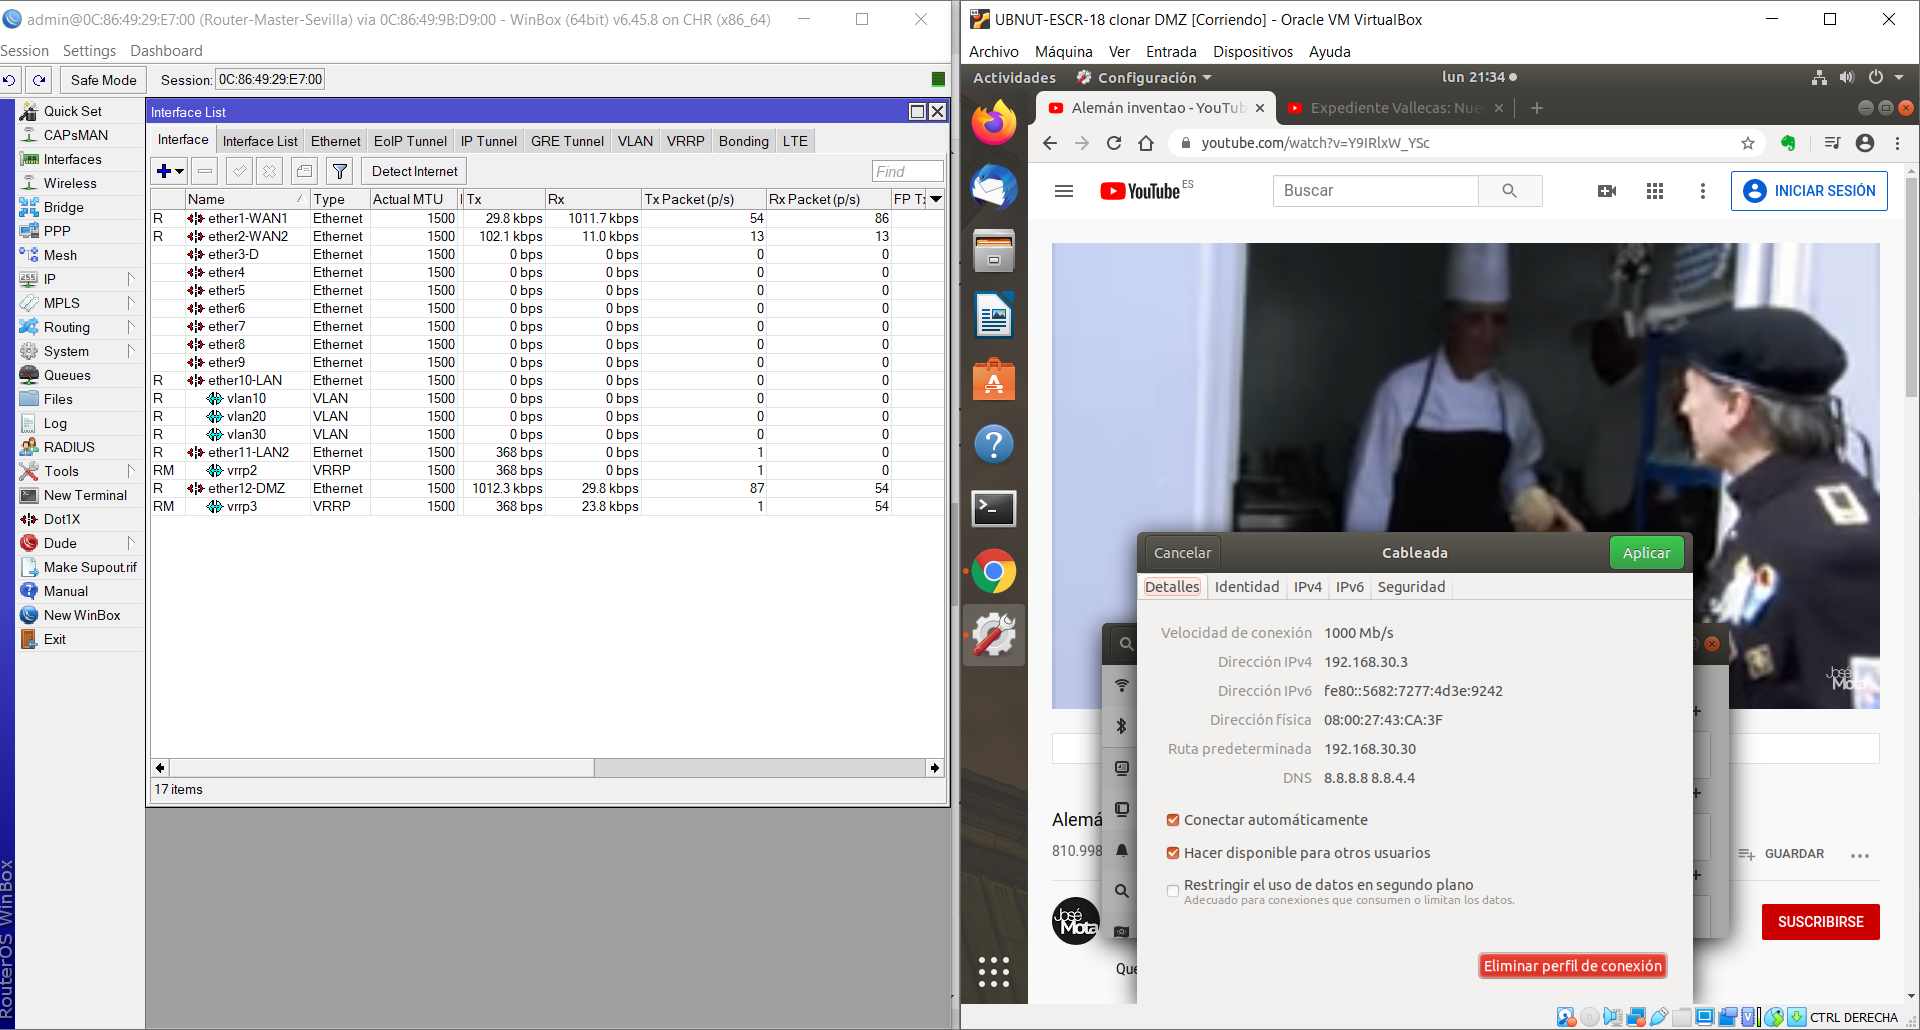 admin@0C:86:49:29:E7:00 (Router-Master-Sevilla) via 0C:86:49:9B:D9:00 - WinBox (64bit) v6.45.8 on CHR (x86_64)
Session Settings Dashboard
Safe Mode Session: 0C:86:49:29:E7:00
Quick Set
CAPsMAN
Interfaces
Wireless
Bridge
PPP
Mesh
IP
MPLS
Routing
System
Queues
Files
Log
RADIUS
Tools
New Terminal
Dot1X
Dude
Make Supout.rif
Manual
New WinBox
Exit
RouterOS WinBox
Interface List
Interface Interface List Ethernet EoIP Tunnel IP Tunnel GRE Tunnel VLAN VRRP Bonding LTE
Detect Internet Find
Name Type Actual MTU Tx Rx Tx Packet (p/s) Rx Packet (p/s) FP Tx
R ether1-WAN1 Ethernet 1500 29.8 kbps 1011.7 kbps 54 86
R ether2-WAN2 Ethernet 1500 102.1 kbps 11.0 kbps 13 13
ether3-D Ethernet 1500 0 bps 0 bps 0 0
ether4 Ethernet 1500 0 bps 0 bps 0 0
ether5 Ethernet 1500 0 bps 0 bps 0 0
ether6 Ethernet 1500 0 bps 0 bps 0 0
ether7 Ethernet 1500 0 bps 0 bps 0 0
ether8 Ethernet 1500 0 bps 0 bps 0 0
ether9 Ethernet 1500 0 bps 0 bps 0 0
R ether10-LAN Ethernet 1500 0 bps 0 bps 0 0
R vlan10 VLAN 1500 0 bps 0 bps 0 0
R vlan20 VLAN 1500 0 bps 0 bps 0 0
R vlan30 VLAN 1500 0 bps 0 bps 0 0
R ether11-LAN2 Ethernet 1500 368 bps 0 bps 1 0
RM vrrp2 VRRP 1500 368 bps 0 bps 1 0
R ether12-DMZ Ethernet 1500 1012.3 kbps 29.8 kbps 87 54
RM vrrp3 VRRP 1500 368 bps 23.8 kbps 1 54
17 items
UBNUT-ESCR-18 clonar DMZ [Corriendo] - Oracle VM VirtualBox
Archivo Máquina Ver Entrada Dispositivos Ayuda
Actividades Configuración lun 21:34
Alemán inventao - YouTub Expediente Vallecas: Nue
youtube.com/watch?v=Y9IRlxW_YSc
YouTube ES Buscar INICIAR SESIÓN
José Mota
Cancelar Cableada Aplicar
Detalles Identidad IPv4 IPv6 Seguridad
Velocidad de conexión 1000 Mb/s
Dirección IPv4 192.168.30.3
Dirección IPv6 fe80::5682:7277:4d3e:9242
Dirección física 08:00:27:43:CA:3F
Ruta predeterminada 192.168.30.30
DNS 8.8.8.8 8.8.4.4
Conectar automáticamente
Hacer disponible para otros usuarios
Restringir el uso de datos en segundo plano
Adecuado para conexiones que consumen o limitan los datos.
Eliminar perfil de conexión
Alemá
810.998
GUARDAR
José Mota
SUSCRIBIRSE
Que
CTRL DERECHA